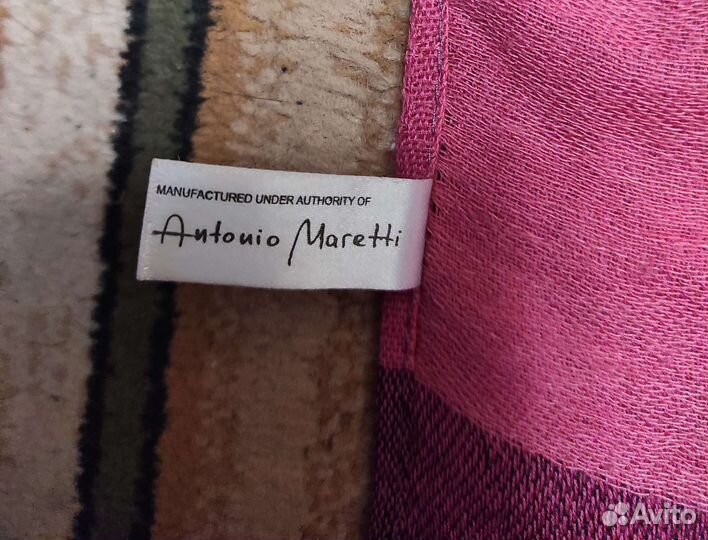 MANUFACTURED UNDER AUTHORITY OF
Antonio Maretti
Avito